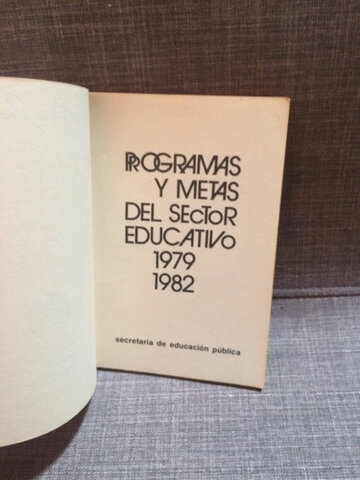 PROGRAMAS
Y METAS
DEL SEcToR
EDUCATIVo
1979
1982
secretaría de educación pública